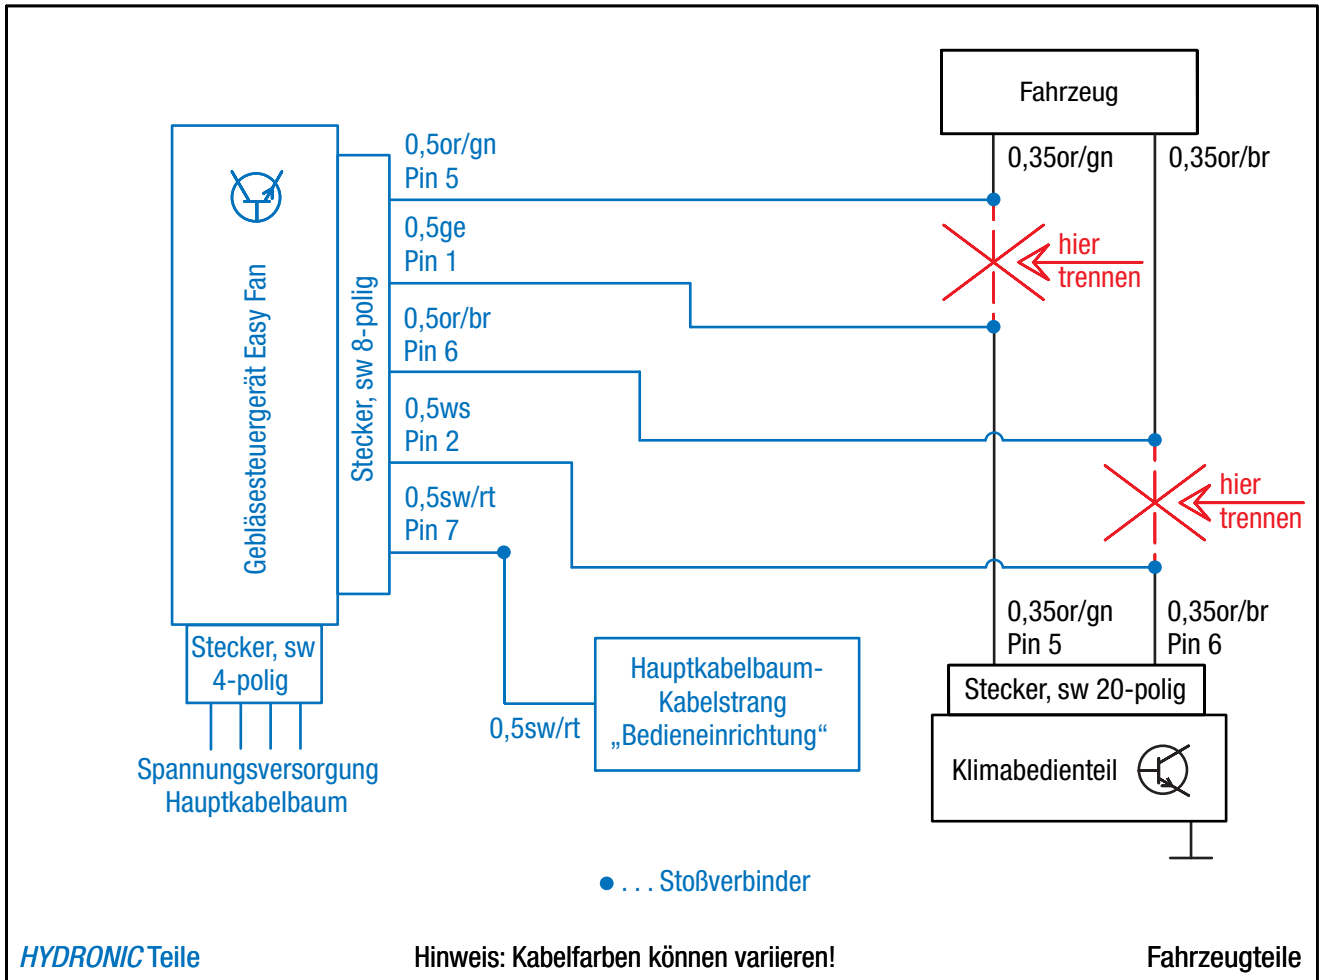 Fahrzeug
0,35or/gn
0,35or/br
0,5or/gn
Pin 5
0,5ge
Pin 1
0,5or/br
Pin 6
0,5ws
Pin 2
0,5sw/rt
Pin 7
Gebläsesteuergerät Easy Fan
Stecker, sw 8-polig
hier
trennen
hier
trennen
Stecker, sw
4-polig
Spannungsversorgung
Hauptkabelbaum
0,5sw/rt
Hauptkabelbaum-
Kabelstrang
„Bedieneinrichtung“
0,35or/gn
Pin 5
0,35or/br
Pin 6
Stecker, sw 20-polig
Klimabedienteil
. . . Stoßverbinder
HYDRONIC Teile
Hinweis: Kabelfarben können variieren!
Fahrzeugteile